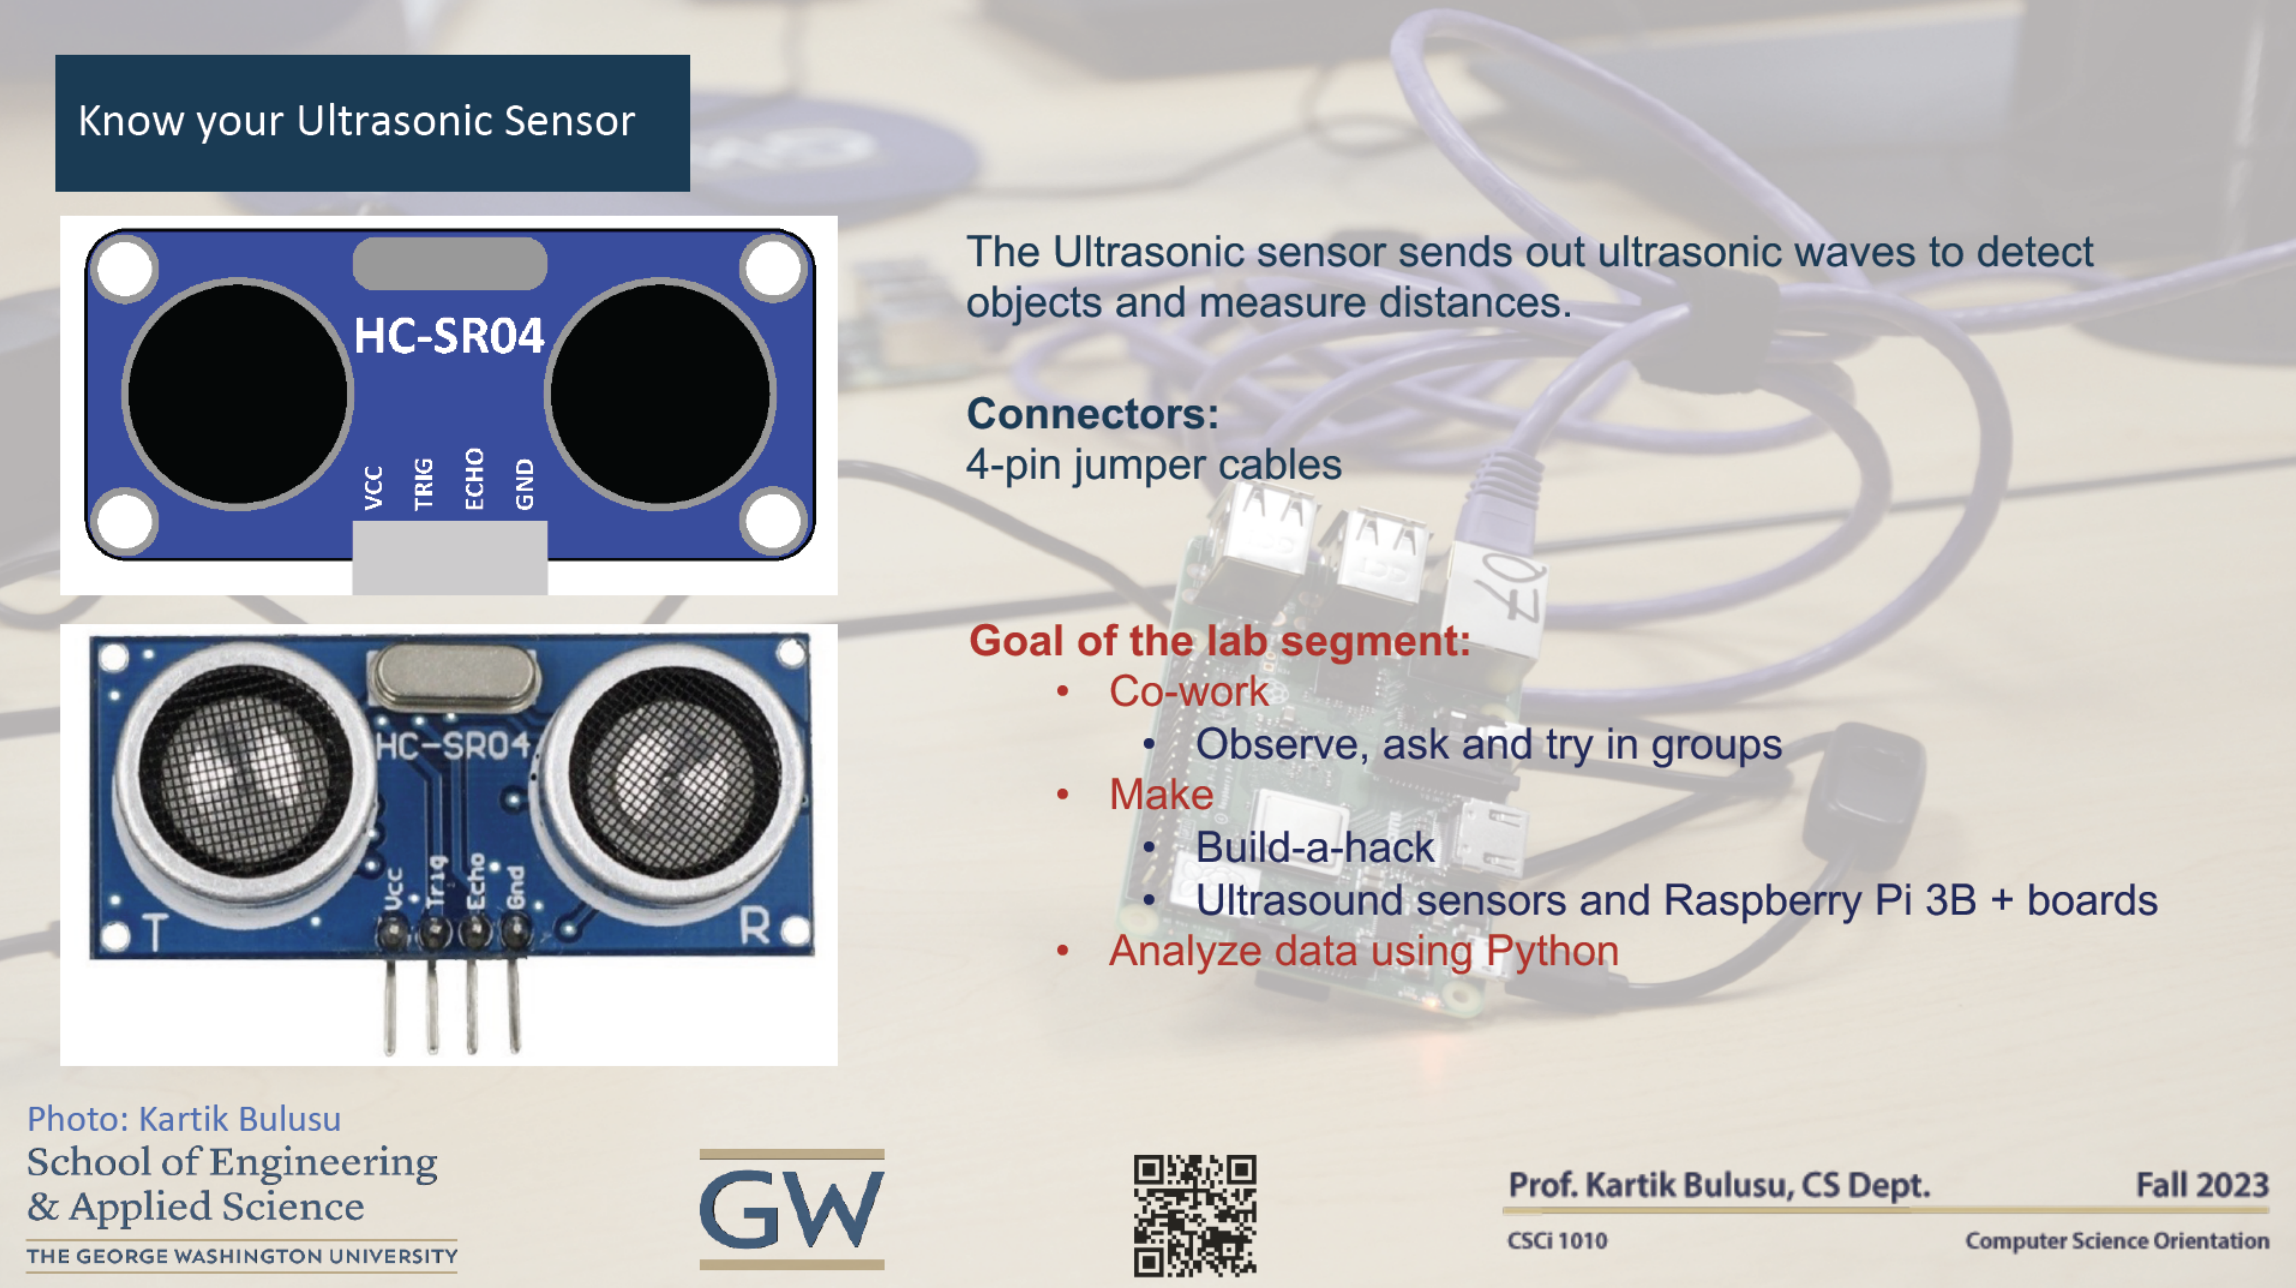 Know your Ultrasonic Sensor
HC-SR04
VCC
TRIG
ECHO
GND
HC-SR04
Vcc
Trig
Echo
Gnd
T
R
The Ultrasonic sensor sends out ultrasonic waves to detect
objects and measure distances.
Connectors:
4-pin jumper cables
07
Goal of the lab segment:
• Co-work
• Observe, ask and try in groups
• Make
• Build-a-hack
• Ultrasound sensors and Raspberry Pi 3B + boards
• Analyze data using Python
Photo: Kartik Bulusu
School of Engineering
& Applied Science
THE GEORGE WASHINGTON UNIVERSITY
GW
Prof. Kartik Bulusu, CS Dept.
Fall 2023
CSCi 1010
Computer Science Orientation